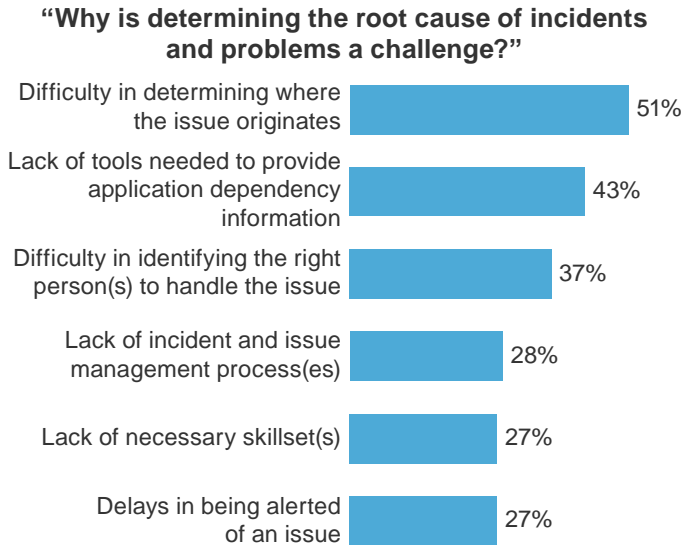 “Why is determining the root cause of incidents
and problems a challenge?”
Difficulty in determining where
the issue originates
51%
Lack of tools needed to provide
application dependency
information
43%
Difficulty in identifying the right
person(s) to handle the issue
37%
Lack of incident and issue
management process(es)
28%
Lack of necessary skillset(s)
27%
Delays in being alerted
of an issue
27%